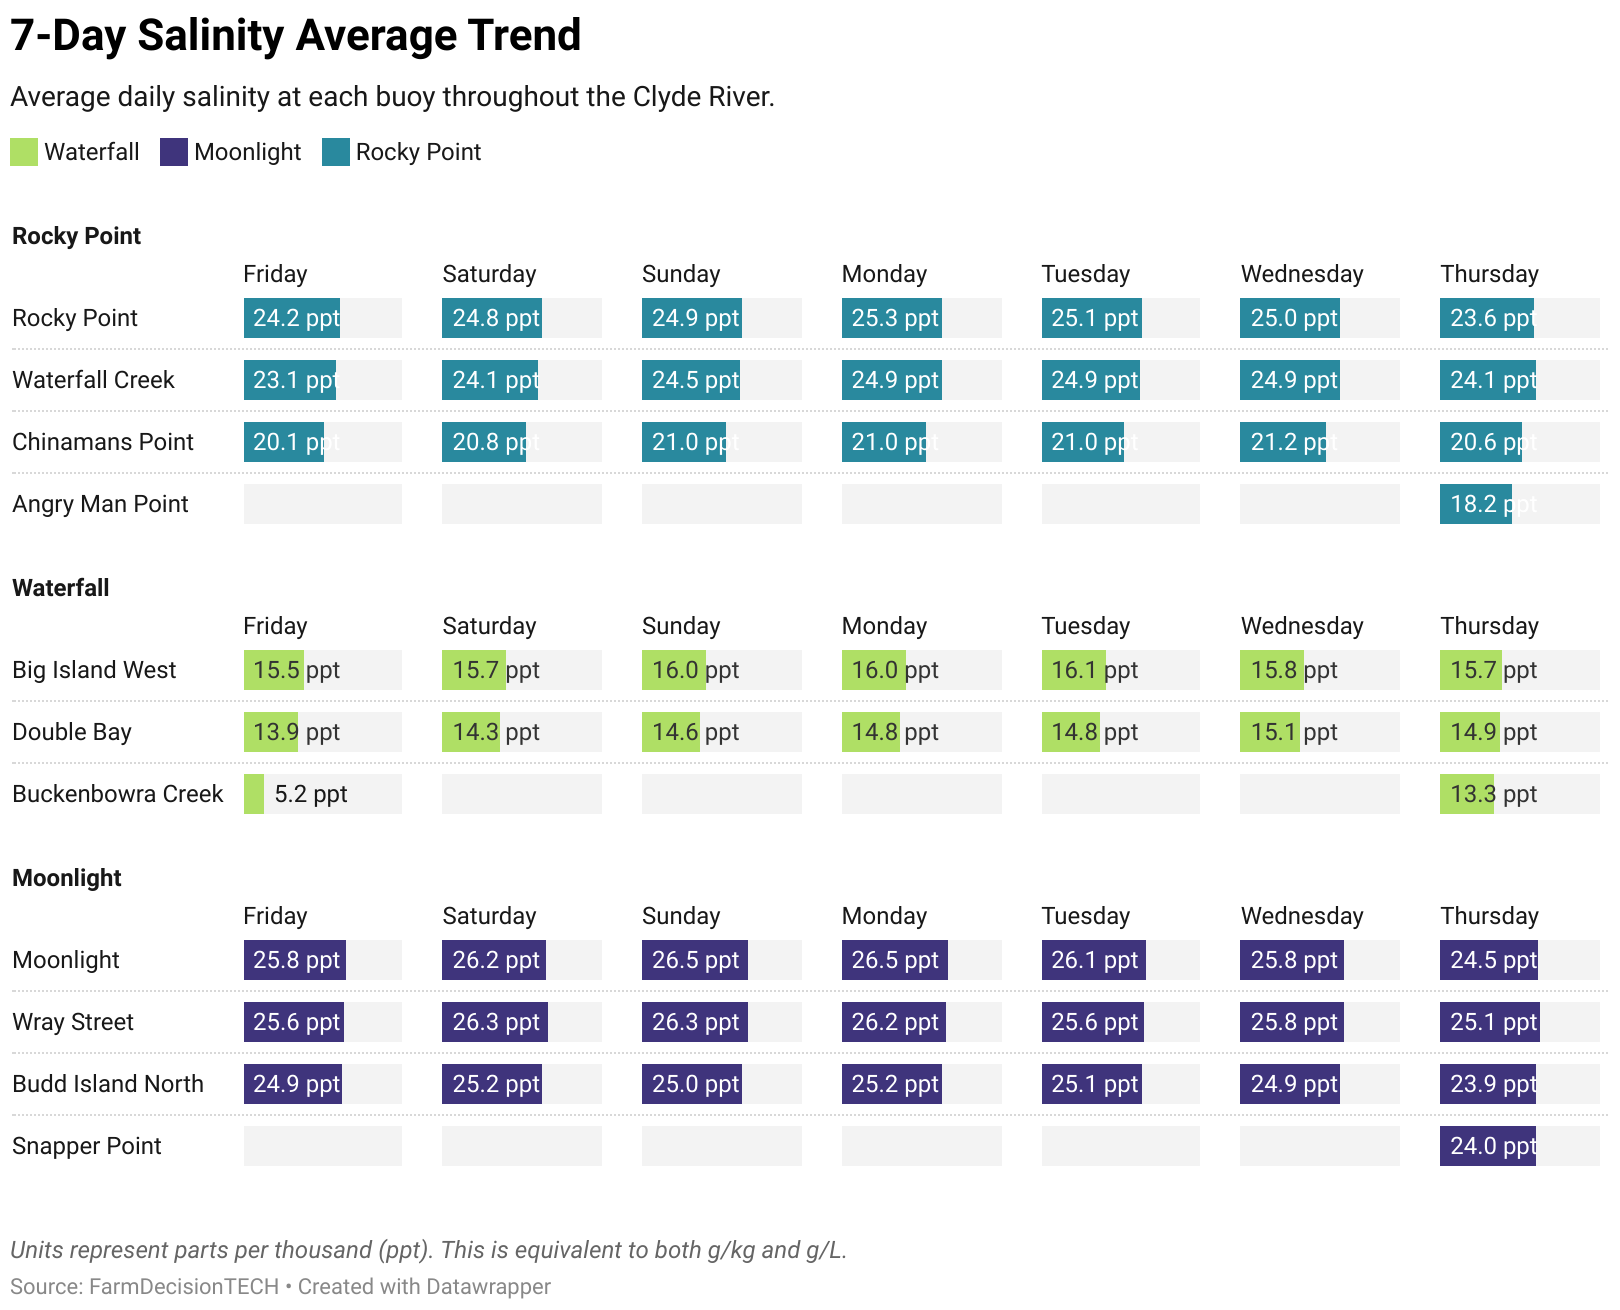 7-Day Salinity Average Trend
Average daily salinity at each buoy throughout the Clyde River.
Waterfall Moonlight Rocky Point
Rocky Point
Friday Saturday Sunday Monday Tuesday Wednesday Thursday
Rocky Point 24.2 ppt 24.8 ppt 24.9 ppt 25.3 ppt 25.1 ppt 25.0 ppt 23.6 ppt
Waterfall Creek 23.1 ppt 24.1 ppt 24.5 ppt 24.9 ppt 24.9 ppt 24.9 ppt 24.1 ppt
Chinamans Point 20.1 ppt 20.8 ppt 21.0 ppt 21.0 ppt 21.0 ppt 21.2 ppt 20.6 ppt
Angry Man Point 18.2 ppt
Waterfall
Friday Saturday Sunday Monday Tuesday Wednesday Thursday
Big Island West 15.5 ppt 15.7 ppt 16.0 ppt 16.0 ppt 16.1 ppt 15.8 ppt 15.7 ppt
Double Bay 13.9 ppt 14.3 ppt 14.6 ppt 14.8 ppt 14.8 ppt 15.1 ppt 14.9 ppt
Buckenbowra Creek 5.2 ppt 13.3 ppt
Moonlight
Friday Saturday Sunday Monday Tuesday Wednesday Thursday
Moonlight 25.8 ppt 26.2 ppt 26.5 ppt 26.5 ppt 26.1 ppt 25.8 ppt 24.5 ppt
Wray Street 25.6 ppt 26.3 ppt 26.3 ppt 26.2 ppt 25.6 ppt 25.8 ppt 25.1 ppt
Budd Island North 24.9 ppt 25.2 ppt 25.0 ppt 25.2 ppt 25.1 ppt 24.9 ppt 23.9 ppt
Snapper Point 24.0 ppt
Units represent parts per thousand (ppt). This is equivalent to both g/kg and g/L.
Source: FarmDecisionTECH • Created with Datawrapper